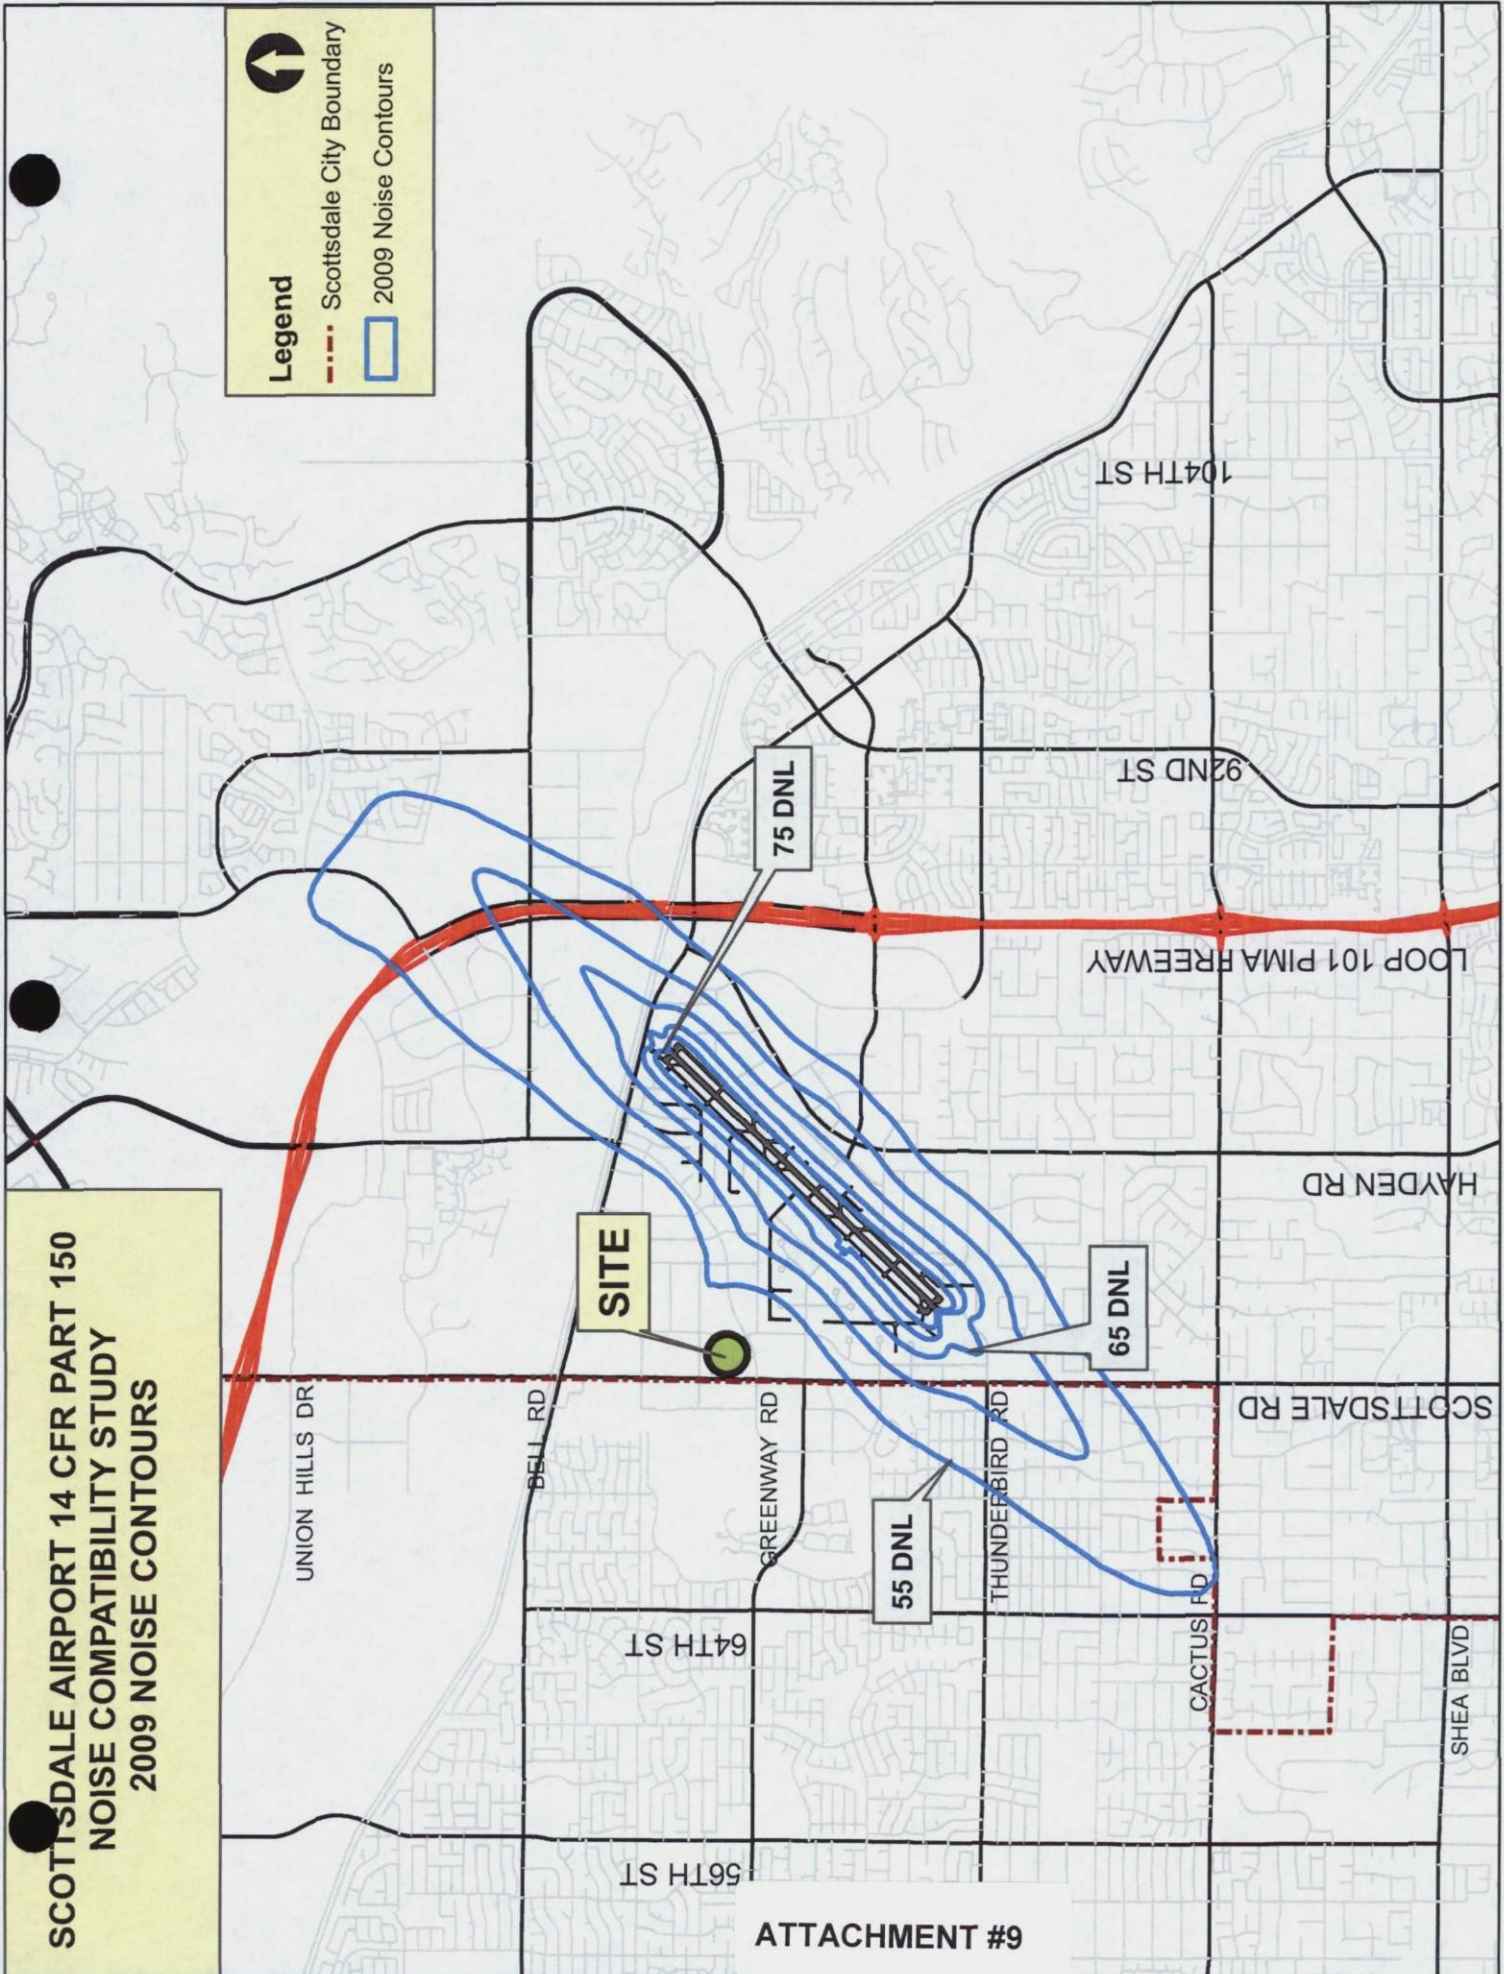 SCOTTSDALE AIRPORT 14 CFR PART 150
NOISE COMPATIBILITY STUDY
2009 NOISE CONTOURS
Legend
Scottsdale City Boundary
2009 Noise Contours
SITE
75 DNL
65 DNL
55 DNL
UNION HILLS DR
BELL RD
GREENWAY RD
THUNDERBIRD RD
CACTUS RD
SHEA BLVD
56TH ST
64TH ST
SCOTTSDALE RD
HAYDEN RD
LOOP 101 PIMA FREEWAY
92ND ST
104TH ST
ATTACHMENT #9